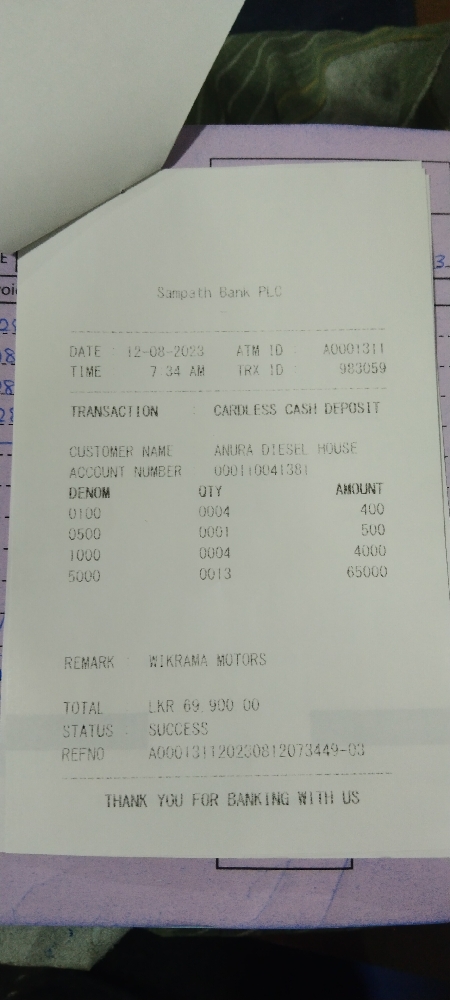 Sampath Bank PLC
DATE : 12-08-2023 ATM ID : A0001311
TIME : 7 34 AM TRX ID : 983059
TRANSACTION : CARDLESS CASH DEPOSIT
CUSTOMER NAME ANURA DIESEL HOUSE
ACCOUNT NUMBER 000110041381
DENOM QTY AMOUNT
0100 0004 400
0500 0001 500
1000 0004 4000
5000 0013 65000
REMARK : WIKRAMA MOTORS
TOTAL : LKR 69,900.00
STATUS : SUCCESS
REFNO A000131120230812073449-03
THANK YOU FOR BANKING WITH US